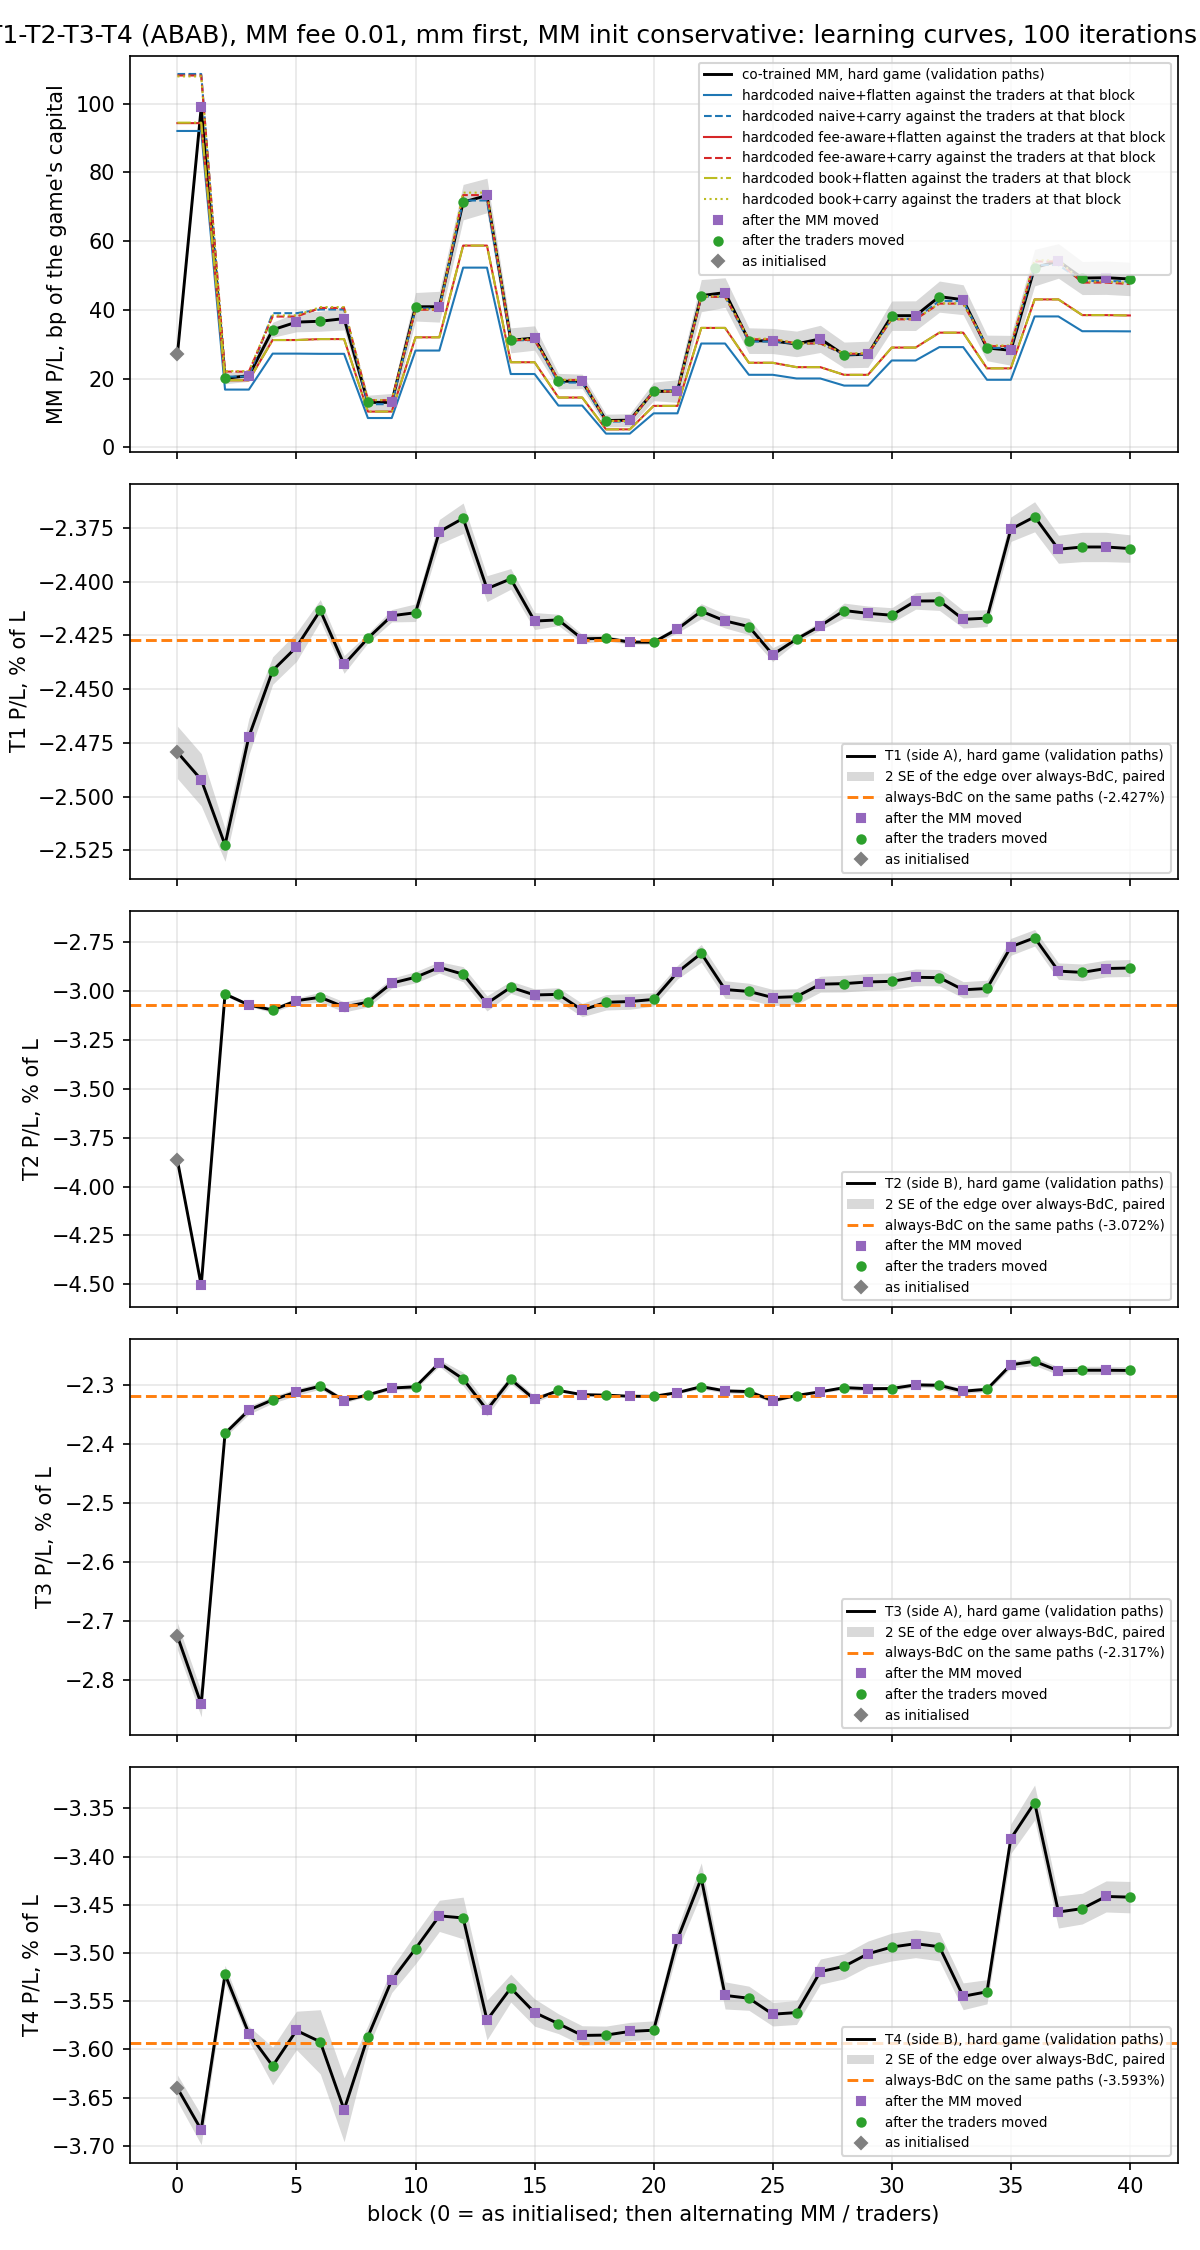 1-T2-T3-T4 (ABAB), MM fee 0.01, mm first, MM init conservative: learning curves, 100 iterations
MM P/L, bp of the game's capital
100
80
60
40
20
0
co-trained MM, hard game (validation paths)
hardcoded naive+flatten against the traders at that block
hardcoded naive+carry against the traders at that block
hardcoded fee-aware+flatten against the traders at that block
hardcoded fee-aware+carry against the traders at that block
hardcoded book+flatten against the traders at that block
hardcoded book+carry against the traders at that block
after the MM moved
after the traders moved
as initialised
T1 P/L, % of L
−2.375
−2.400
−2.425
−2.450
−2.475
−2.500
−2.525
T1 (side A), hard game (validation paths)
2 SE of the edge over always-BdC, paired
always-BdC on the same paths (-2.427%)
after the MM moved
after the traders moved
as initialised
T2 P/L, % of L
−2.75
−3.00
−3.25
−3.50
−3.75
−4.00
−4.25
−4.50
T2 (side B), hard game (validation paths)
2 SE of the edge over always-BdC, paired
always-BdC on the same paths (-3.072%)
after the MM moved
after the traders moved
as initialised
T3 P/L, % of L
−2.3
−2.4
−2.5
−2.6
−2.7
−2.8
T3 (side A), hard game (validation paths)
2 SE of the edge over always-BdC, paired
always-BdC on the same paths (-2.317%)
after the MM moved
after the traders moved
as initialised
T4 P/L, % of L
−3.35
−3.40
−3.45
−3.50
−3.55
−3.60
−3.65
−3.70
T4 (side B), hard game (validation paths)
2 SE of the edge over always-BdC, paired
always-BdC on the same paths (-3.593%)
after the MM moved
after the traders moved
as initialised
0 5 10 15 20 25 30 35 40
block (0 = as initialised; then alternating MM / traders)